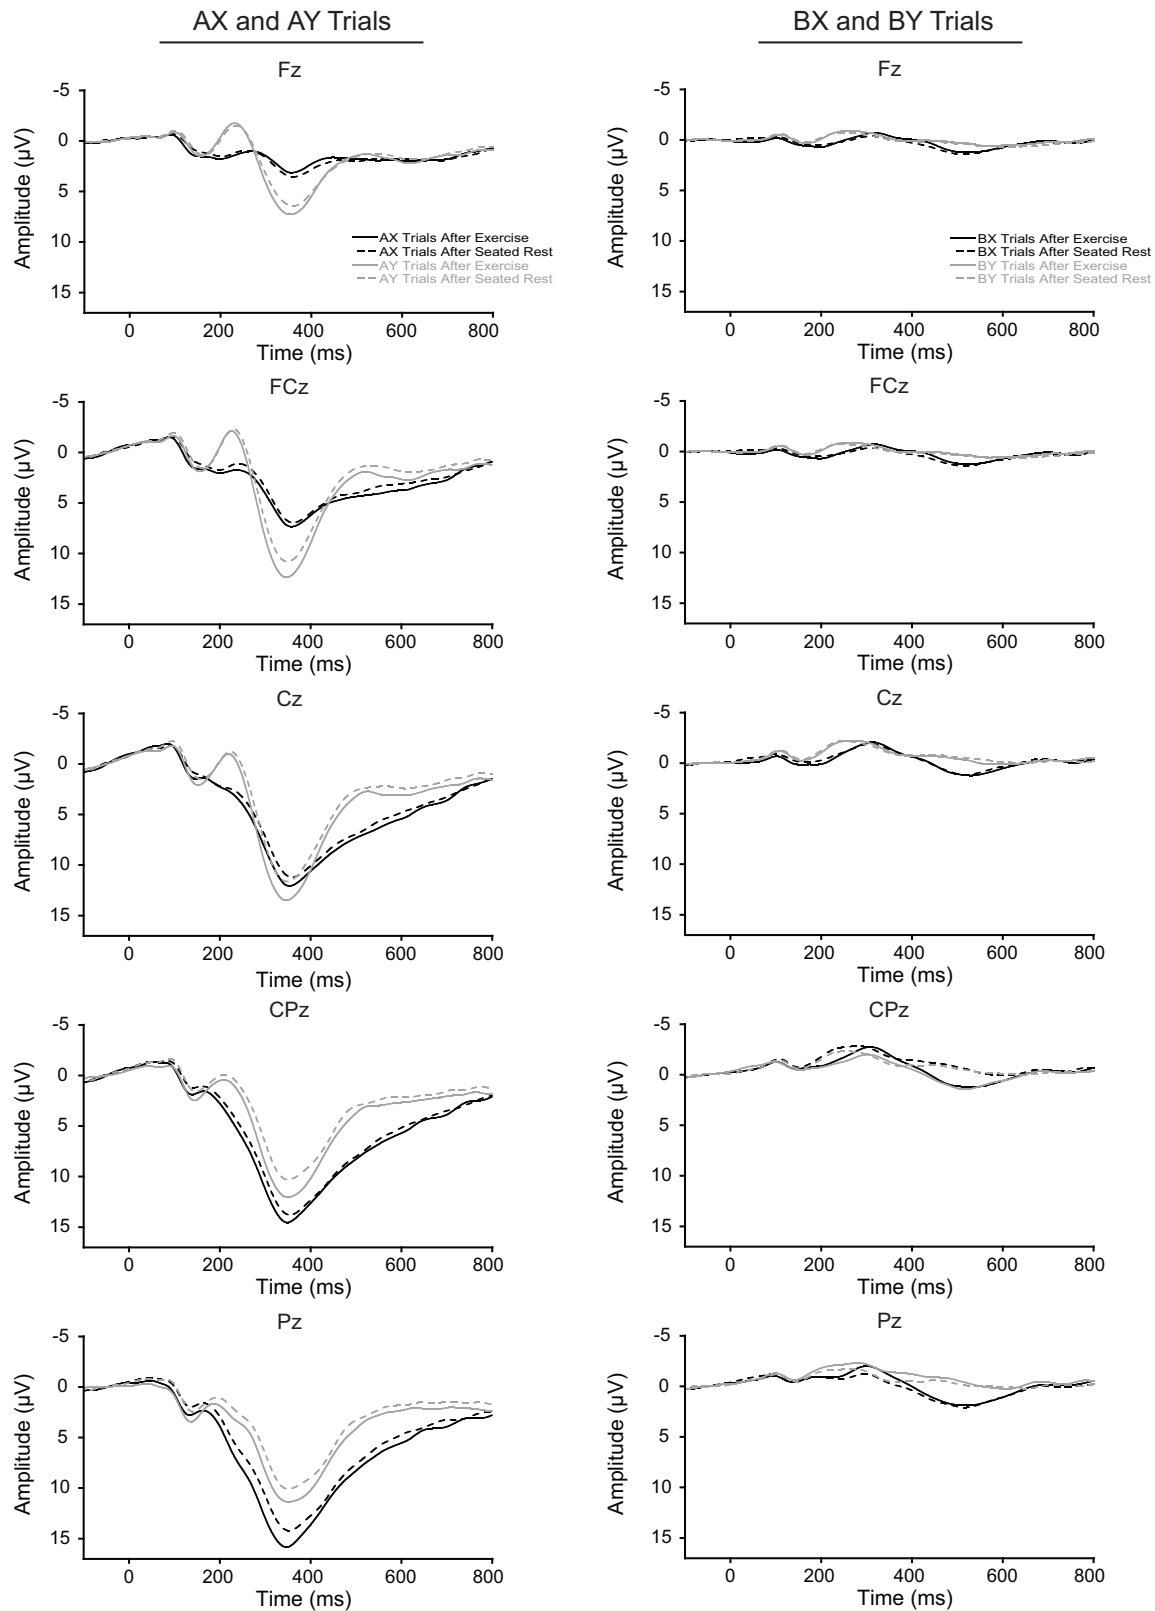 AX and AY Trials
Fz
-5
0
5
10
15
Amplitude (µV)
AX Trials After Exercise
AX Trials After Seated Rest
AY Trials After Exercise
AY Trials After Seated Rest
0 200 400 600 800
Time (ms)
FCz
-5
0
5
10
15
Amplitude (µV)
0 200 400 600 800
Time (ms)
Cz
-5
0
5
10
15
Amplitude (µV)
0 200 400 600 800
Time (ms)
CPz
-5
0
5
10
15
Amplitude (µV)
0 200 400 600 800
Time (ms)
Pz
-5
0
5
10
15
Amplitude (µV)
0 200 400 600 800
Time (ms)
BX and BY Trials
Fz
-5
0
5
10
15
Amplitude (µV)
BX Trials After Exercise
BX Trials After Seated Rest
BY Trials After Exercise
BY Trials After Seated Rest
0 200 400 600 800
Time (ms)
FCz
-5
0
5
10
15
Amplitude (µV)
0 200 400 600 800
Time (ms)
Cz
-5
0
5
10
15
Amplitude (µV)
0 200 400 600 800
Time (ms)
CPz
-5
0
5
10
15
Amplitude (µV)
0 200 400 600 800
Time (ms)
Pz
-5
0
5
10
15
Amplitude (µV)
0 200 400 600 800
Time (ms)